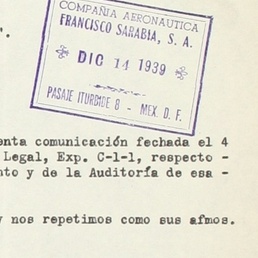 COMPAÑIA AERONAUTICA
FRANCISCO SARABIA, S. A.
DIC 14 1939
PASAJE ITURBIDE 8 - MEX. D. F.
".
enta comunicación fechada el 4
Legal, Exp. C-1-1, respecto -
nto y de la Auditoría de esa -
y nos repetimos como sus afmos.